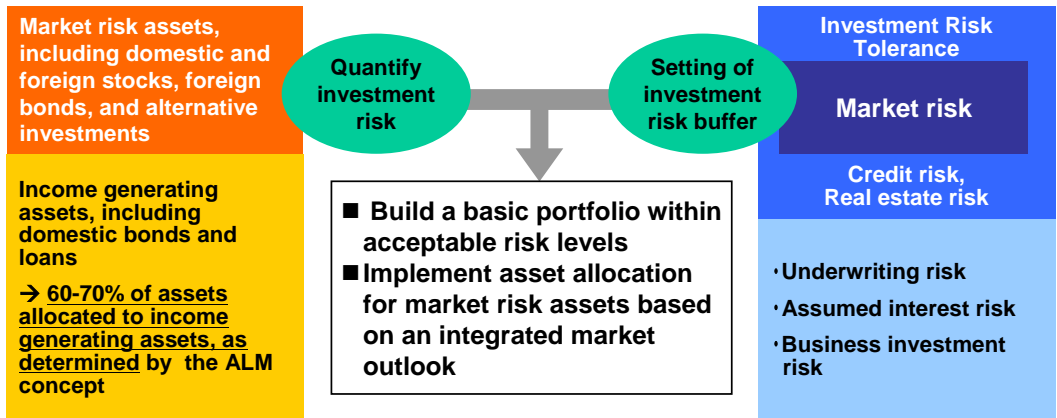 Market risk assets,
including domestic and
foreign stocks, foreign
bonds, and alternative
investments
Income generating
assets, including
domestic bonds and
loans
→ 60-70% of assets
allocated to income
generating assets, as
determined by the ALM
concept
Quantify
investment
risk
Setting of
investment
risk buffer
■ Build a basic portfolio within
acceptable risk levels
■ Implement asset allocation
for market risk assets based
on an integrated market
outlook
Investment Risk
Tolerance
Market risk
Credit risk,
Real estate risk
・Underwriting risk
・Assumed interest risk
・Business investment
risk